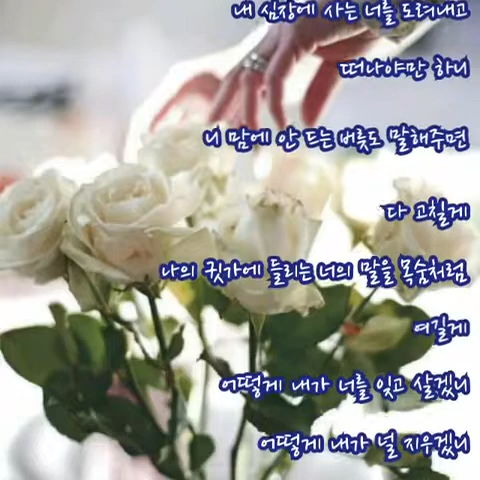 내 심장에 사는 너를 도려내고
떠나야만 하니
니 맘에 안 드는 버릇도 말해주면
다 고칠게
나의 귓가에 들리는 너의 말을 목숨처럼
여길게
어떻게 내가 너를 잊고 살겠니
어떻게 내가 널 지우겠니